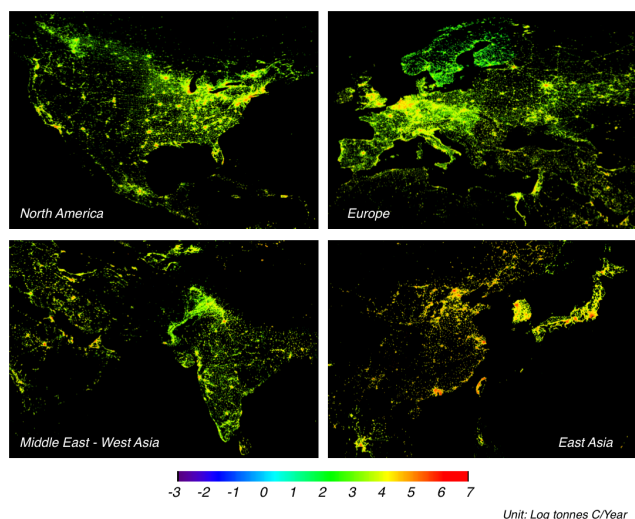 North America
Europe
Middle East - West Asia
East Asia
-3 -2 -1 0 1 2 3 4 5 6 7
Unit: Log tonnes C/Year